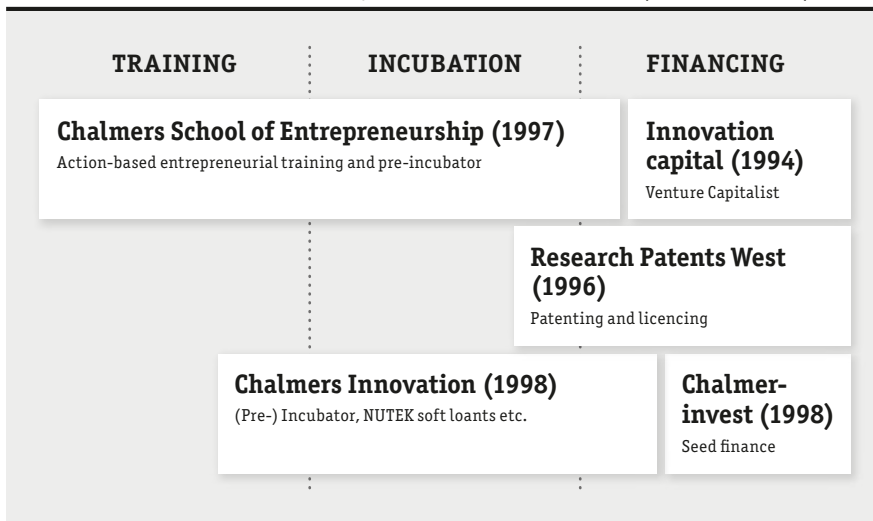 TRAINING
INCUBATION
FINANCING
Chalmers School of Entrepreneurship (1997)
Action-based entrepreneurial training and pre-incubator
Innovation
capital (1994)
Venture Capitalist
Research Patents West
(1996)
Patenting and licencing
Chalmers Innovation (1998)
(Pre-) Incubator, NUTEK soft loants etc.
Chalmer-
invest (1998)
Seed finance